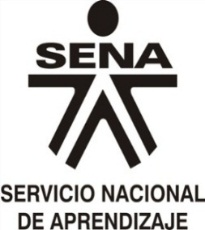 SENA
SERVICIO NACIONAL
DE APRENDIZAJE